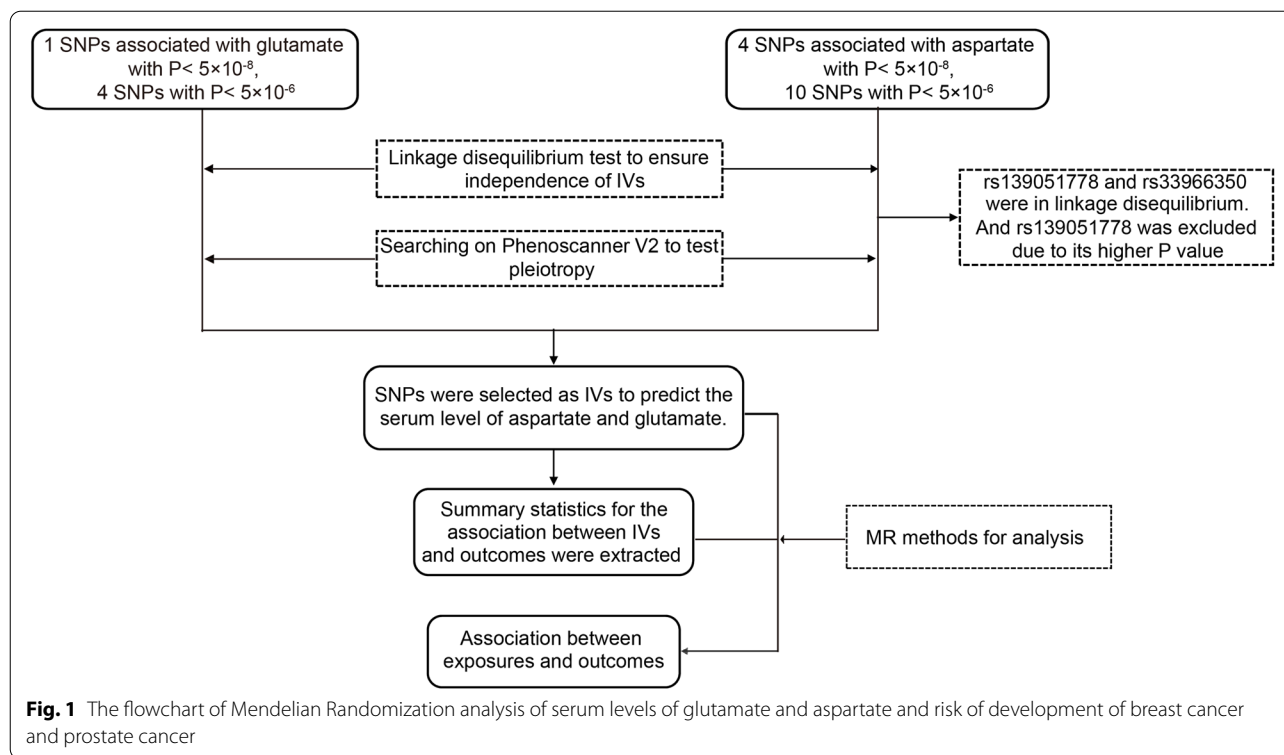 1 SNPs associated with glutamate
with P< 5×10⁻⁸,
4 SNPs with P< 5×10⁻⁶
4 SNPs associated with aspartate
with P< 5×10⁻⁸,
10 SNPs with P< 5×10⁻⁶
Linkage disequilibrium test to ensure
independence of IVs
rs139051778 and rs33966350
were in linkage disequilibrium.
And rs139051778 was excluded
due to its higher P value
Searching on Phenoscanner V2 to test
pleiotropy
SNPs were selected as IVs to predict the
serum level of aspartate and glutamate.
Summary statistics for the
association between IVs
and outcomes were extracted
MR methods for analysis
Association between
exposures and outcomes
Fig. 1 The flowchart of Mendelian Randomization analysis of serum levels of glutamate and aspartate and risk of development of breast cancer
and prostate cancer